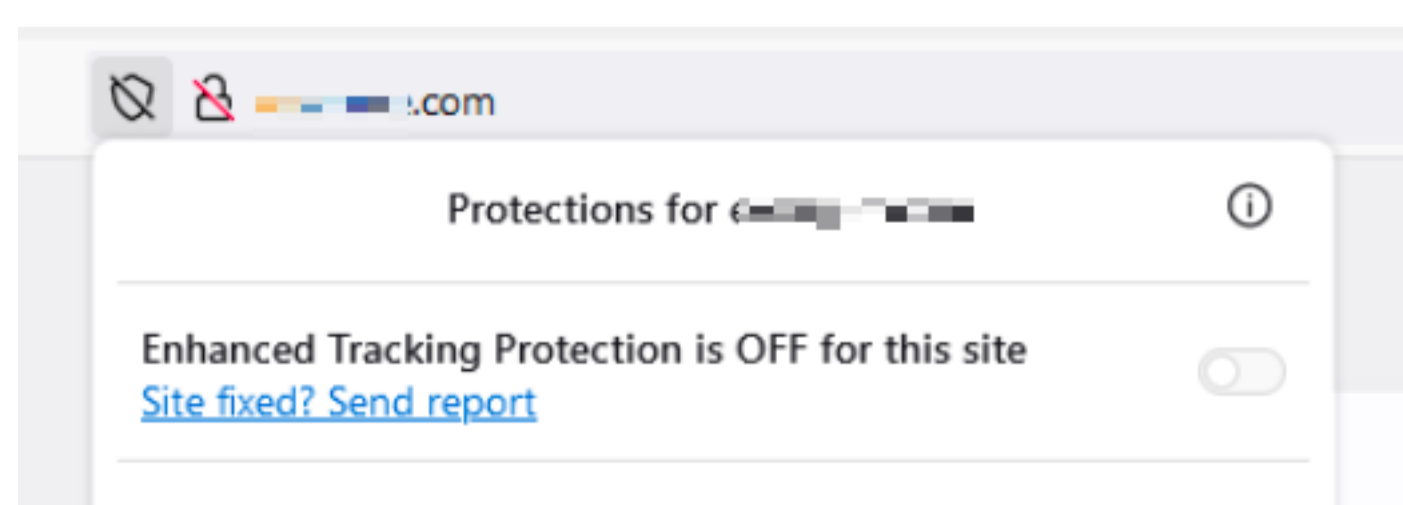 .com
Protections for
Enhanced Tracking Protection is OFF for this site
Site fixed? Send report